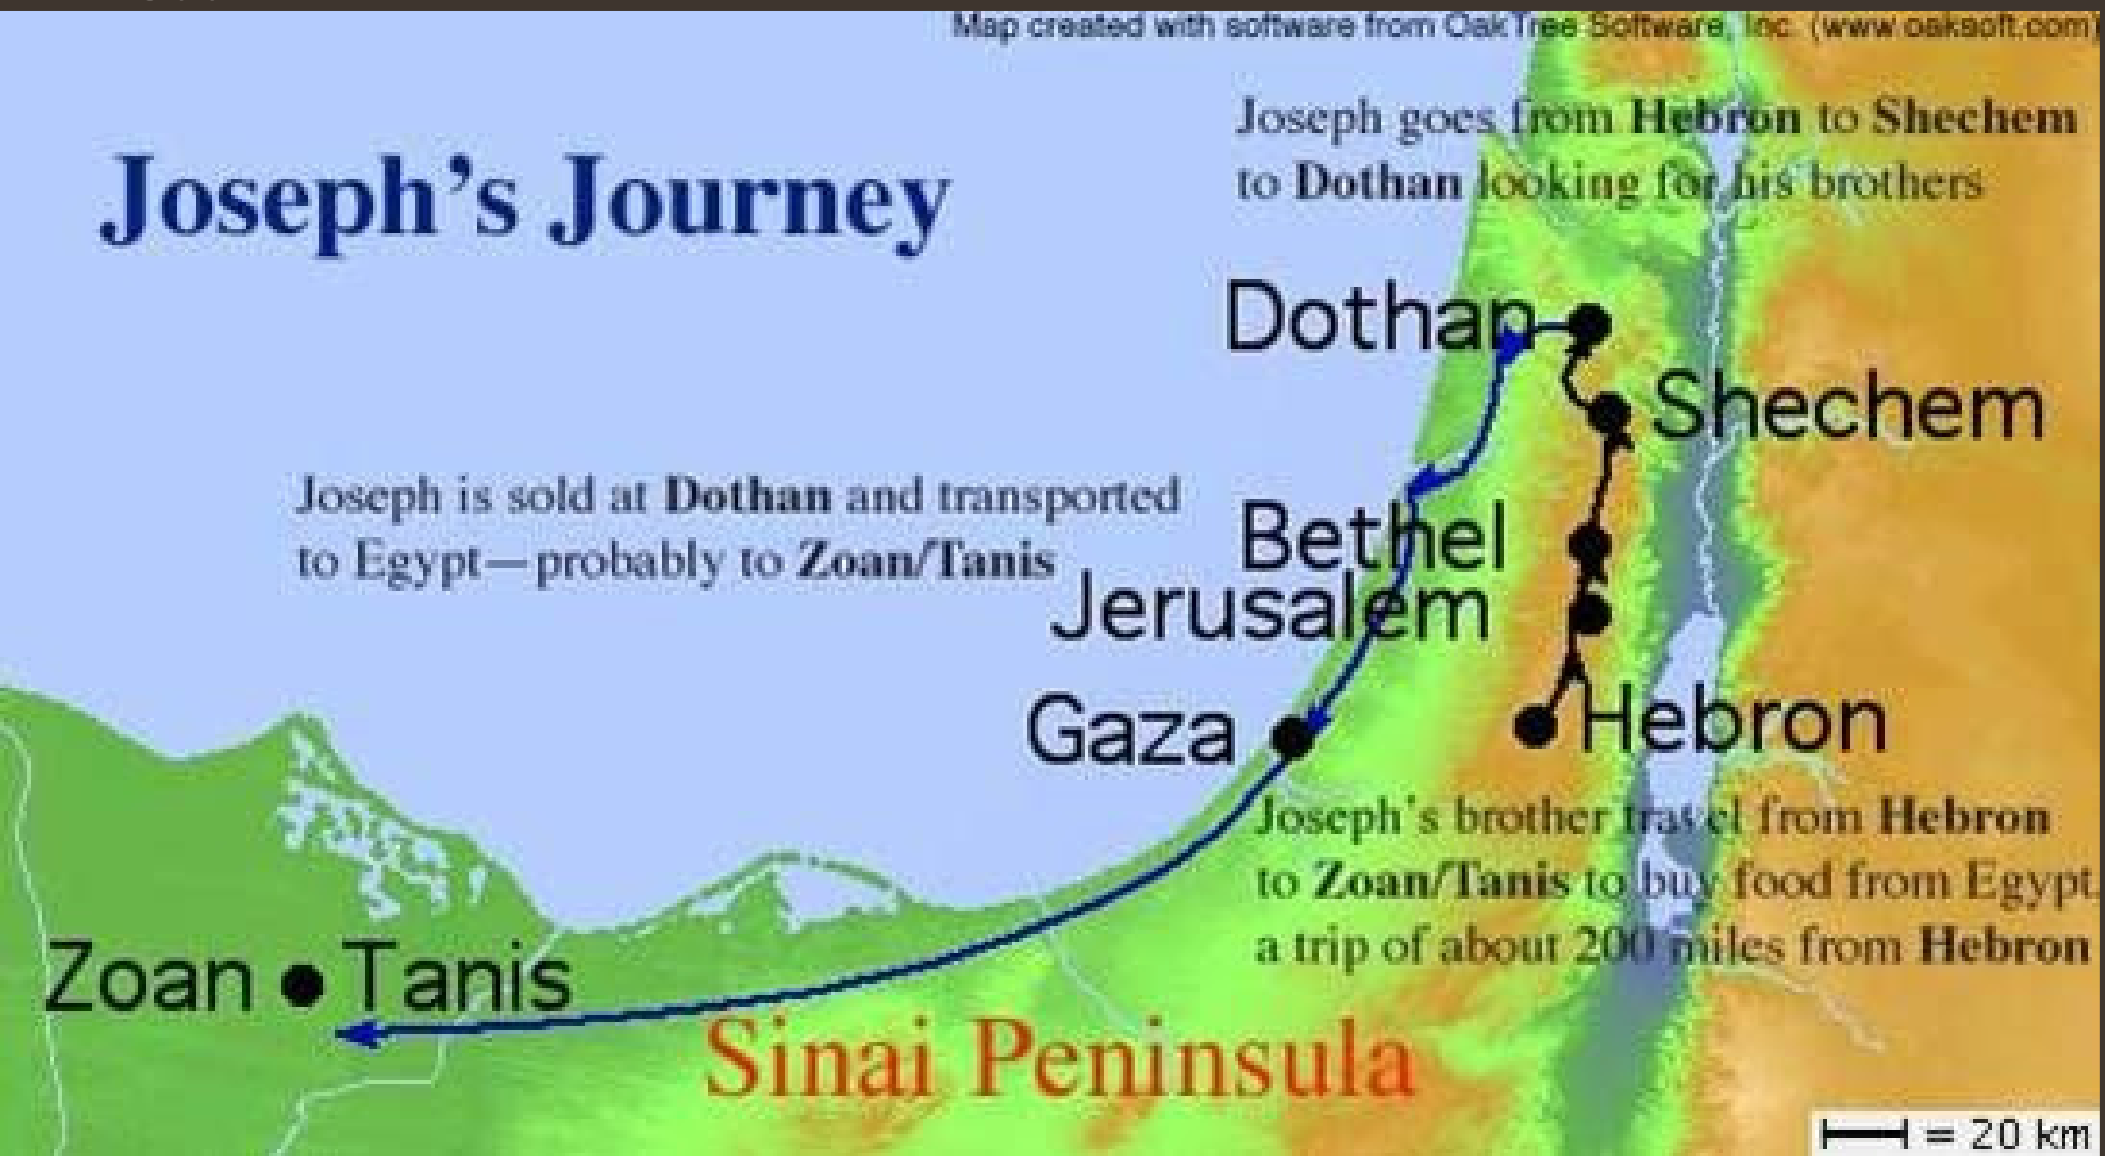 Map created with software from OakTree Software, Inc. (www.oaksoft.com)
Joseph goes from Hebron to Shechem
to Dothan looking for his brothers
Joseph's Journey
Dothan
Shechem
Joseph is sold at Dothan and transported
to Egypt—probably to Zoan/Tanis
Bethel
Jerusalem
Gaza
Hebron
Joseph's brother travel from Hebron
to Zoan/Tanis to buy food from Egypt,
a trip of about 200 miles from Hebron
Zoan Tanis
Sinai Peninsula
= 20 km